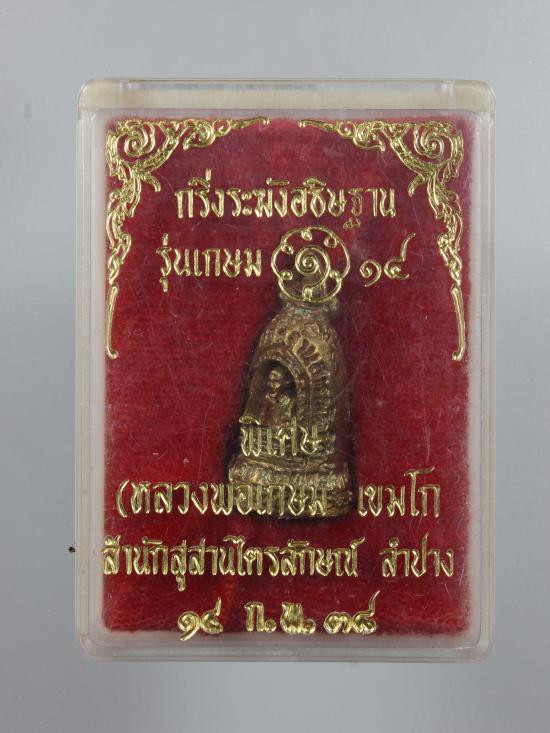 กริ่งระฆังอธิษฐาน
รุ่นเกษม ๑๔
พิเศษ
(หลวงพ่อเกษม เขมโก
สำนักสุสานไตรลักษณ์ ลำปาง
๑๔ ก.พ. ๓๘